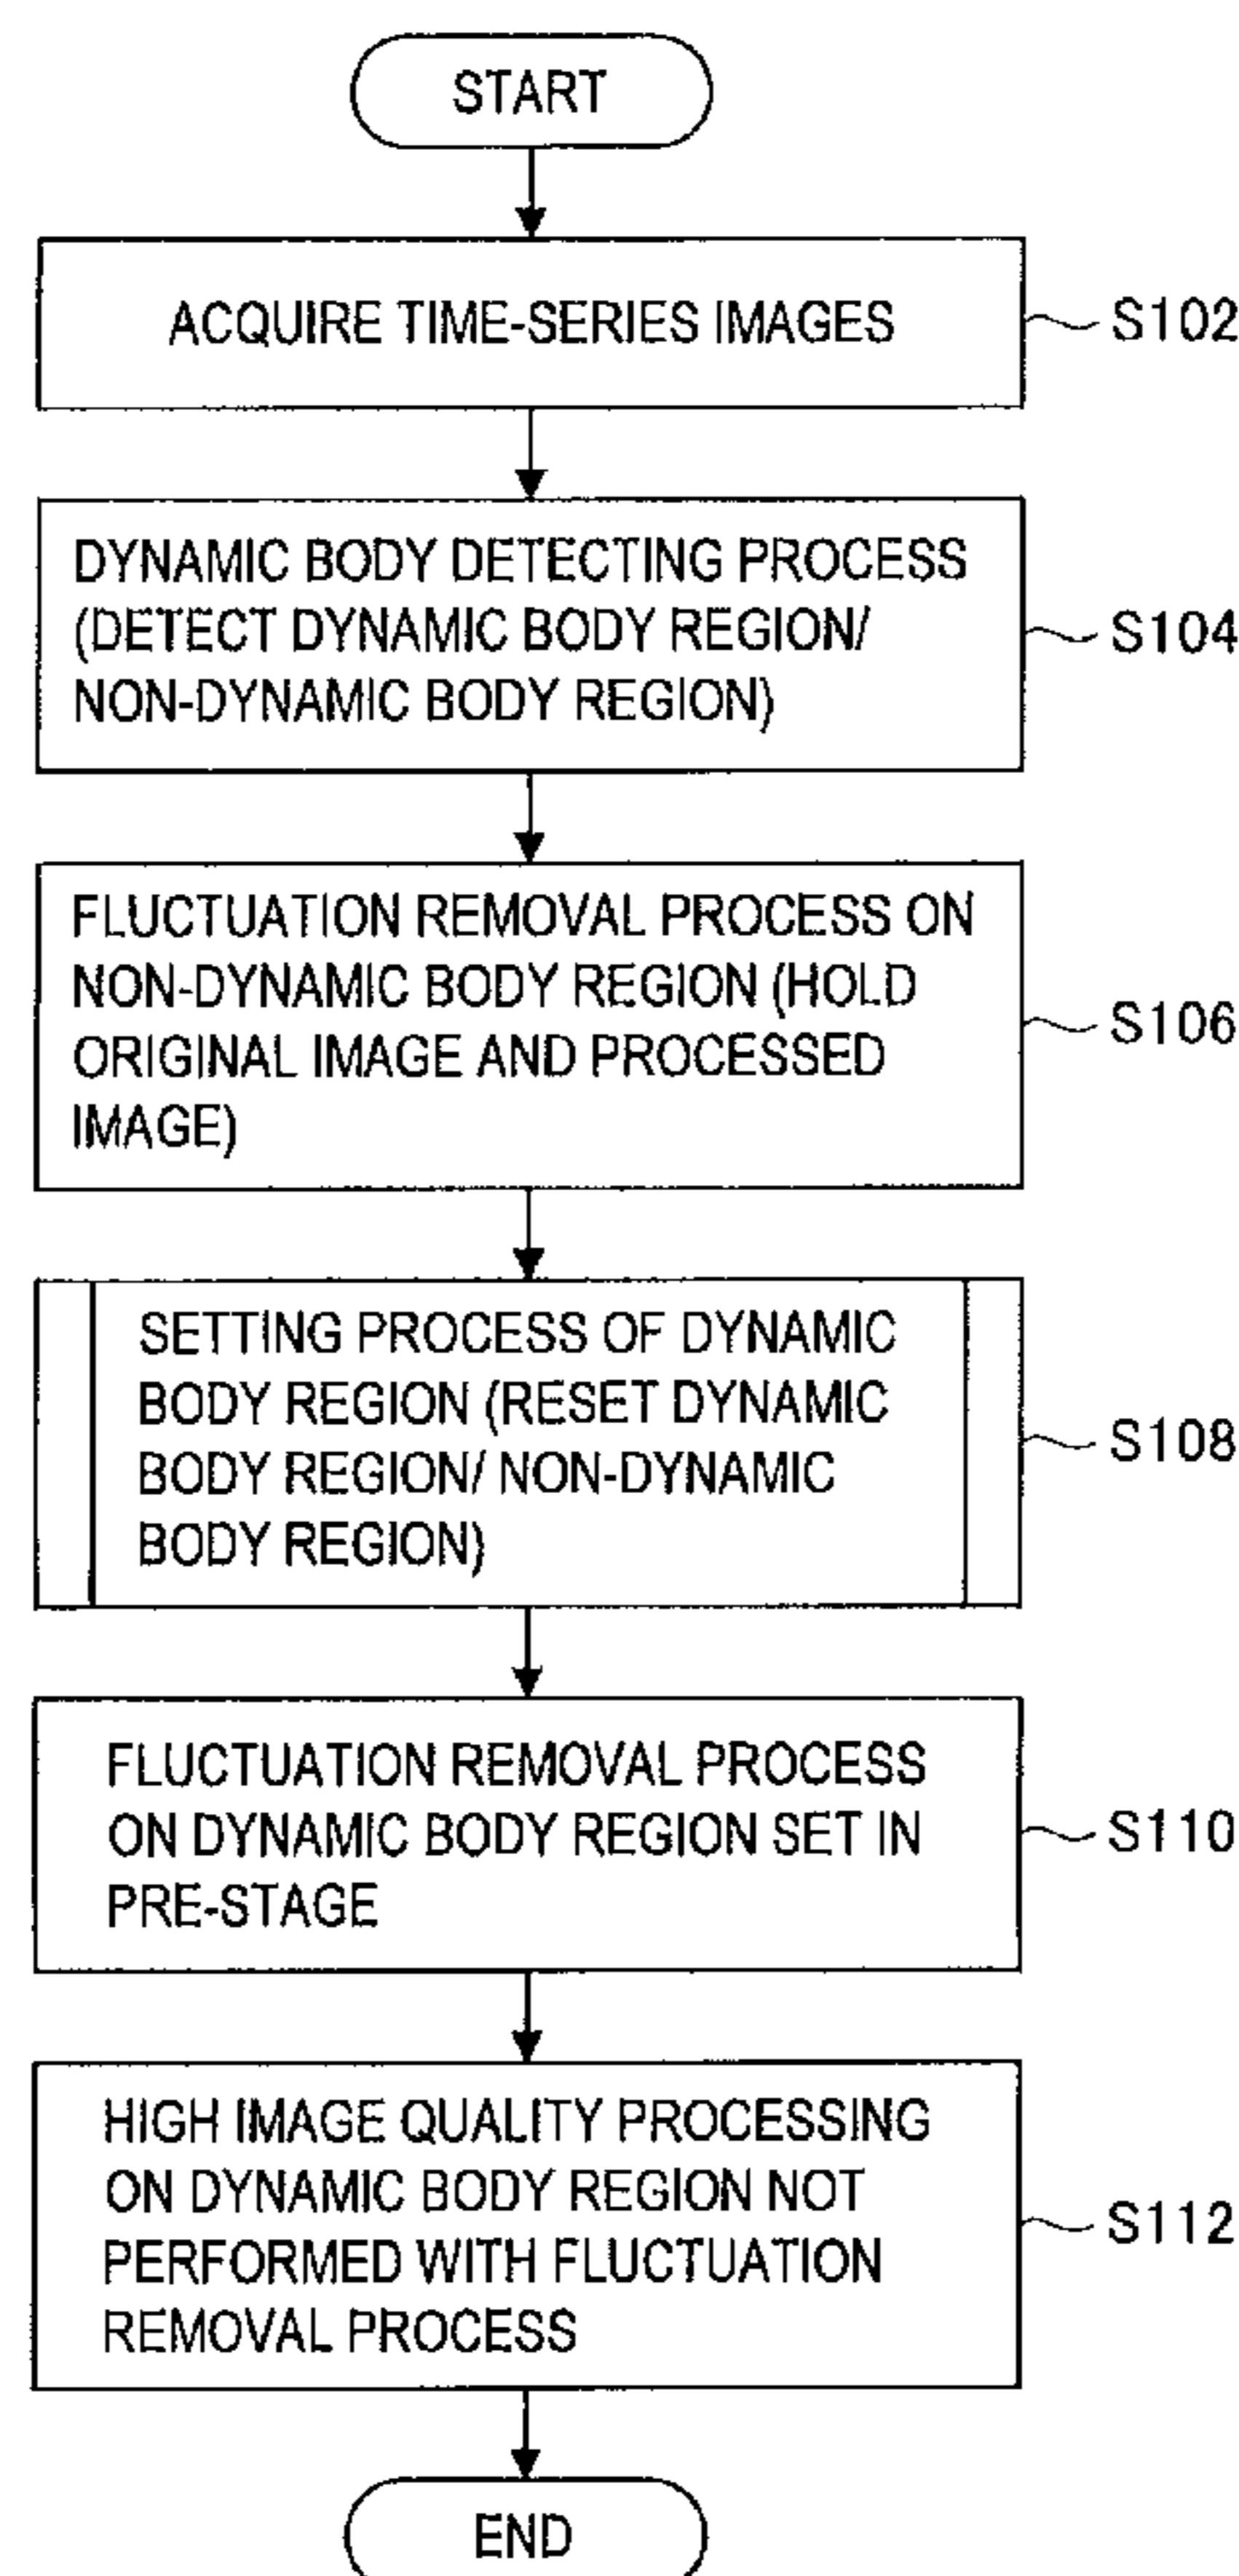 START
ACQUIRE TIME-SERIES IMAGES
S102
DYNAMIC BODY DETECTING PROCESS
(DETECT DYNAMIC BODY REGION/
NON-DYNAMIC BODY REGION)
S104
FLUCTUATION REMOVAL PROCESS ON
NON-DYNAMIC BODY REGION (HOLD
ORIGINAL IMAGE AND PROCESSED
IMAGE)
S106
SETTING PROCESS OF DYNAMIC
BODY REGION (RESET DYNAMIC
BODY REGION/ NON-DYNAMIC
BODY REGION)
S108
FLUCTUATION REMOVAL PROCESS
ON DYNAMIC BODY REGION SET IN
PRE-STAGE
S110
HIGH IMAGE QUALITY PROCESSING
ON DYNAMIC BODY REGION NOT
PERFORMED WITH FLUCTUATION
REMOVAL PROCESS
S112
END